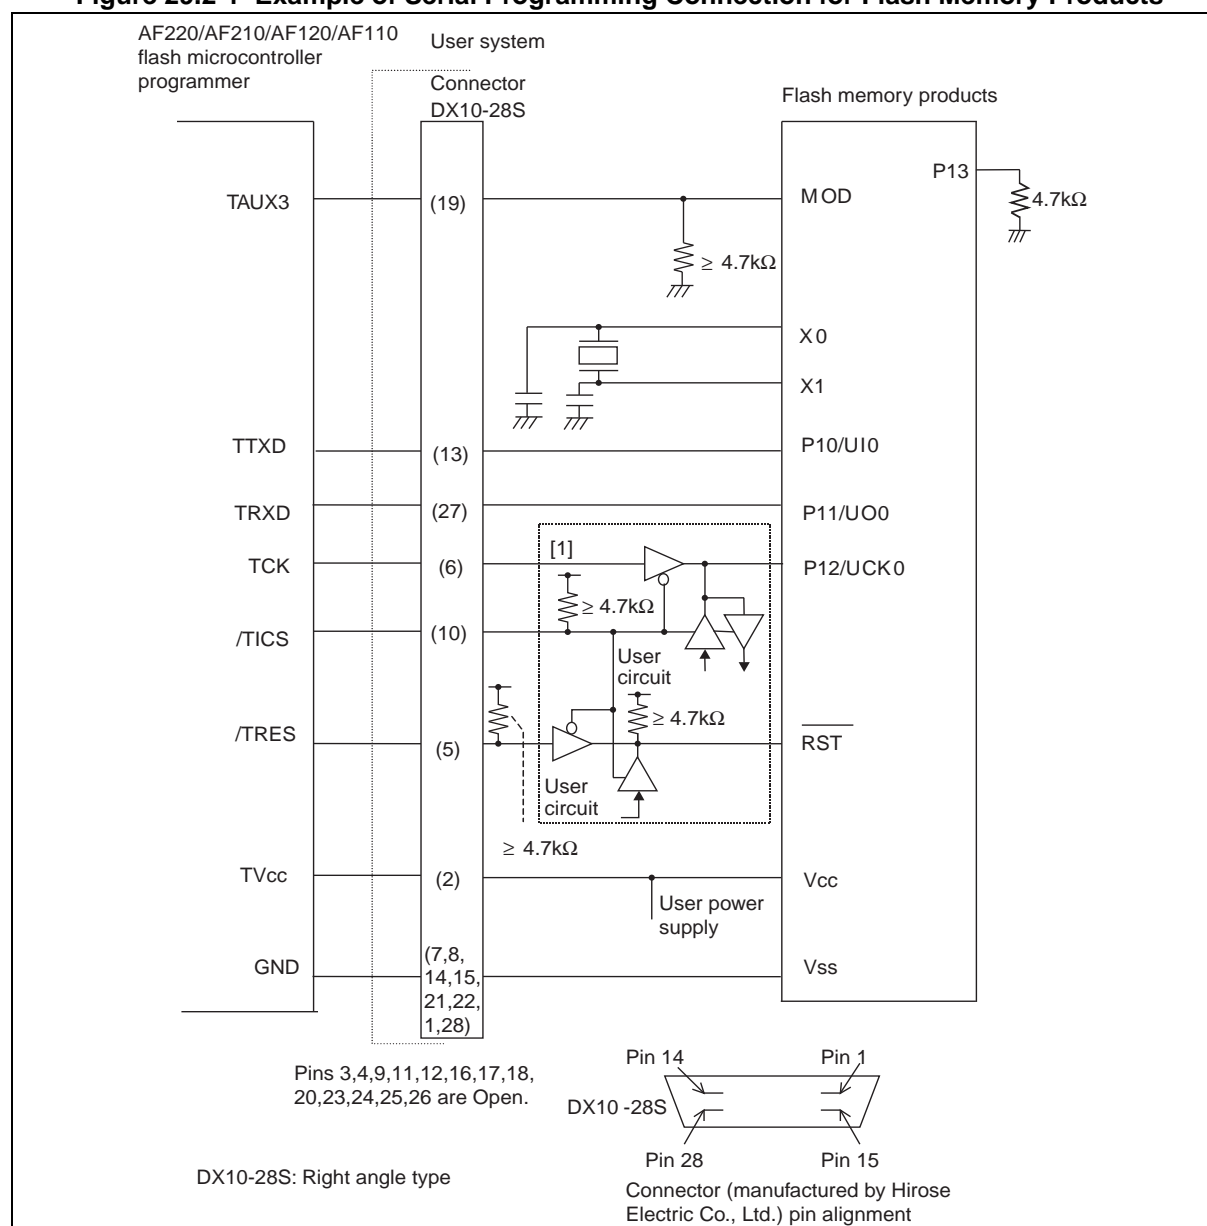 Example of Serial Programming Connection for Flash Memory Products
AF220/AF210/AF120/AF110
flash microcontroller
programmer
User system
Connector
DX10-28S
Flash memory products
P13
4.7kΩ
TAUX3
(19)
MOD
≥ 4.7kΩ
X0
X1
TTXD
(13)
P10/UI0
TRXD
(27)
P11/UO0
TCK
(6)
[1]
P12/UCK0
≥ 4.7kΩ
/TICS
(10)
User
circuit
/TRES
(5)
≥ 4.7kΩ
RST
User
circuit
≥ 4.7kΩ
TVcc
(2)
Vcc
User power
supply
GND
(7,8,
14,15,
21,22,
1,28)
Vss
Pins 3,4,9,11,12,16,17,18,
20,23,24,25,26 are Open.
Pin 14
Pin 1
DX10 -28S
Pin 28
Pin 15
DX10-28S: Right angle type
Connector (manufactured by Hirose
Electric Co., Ltd.) pin alignment